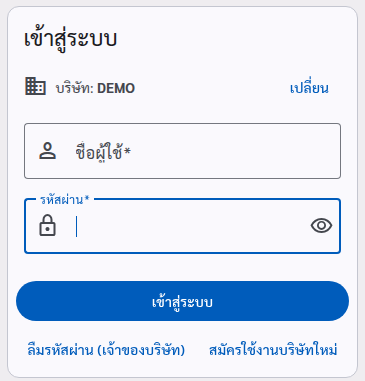 เข้าสู่ระบบ
บริษัท: DEMO เปลี่ยน
ชื่อผู้ใช้*
รหัสผ่าน*
เข้าสู่ระบบ
ลืมรหัสผ่าน (เจ้าของบริษัท) สมัครใช้งานบริษัทใหม่